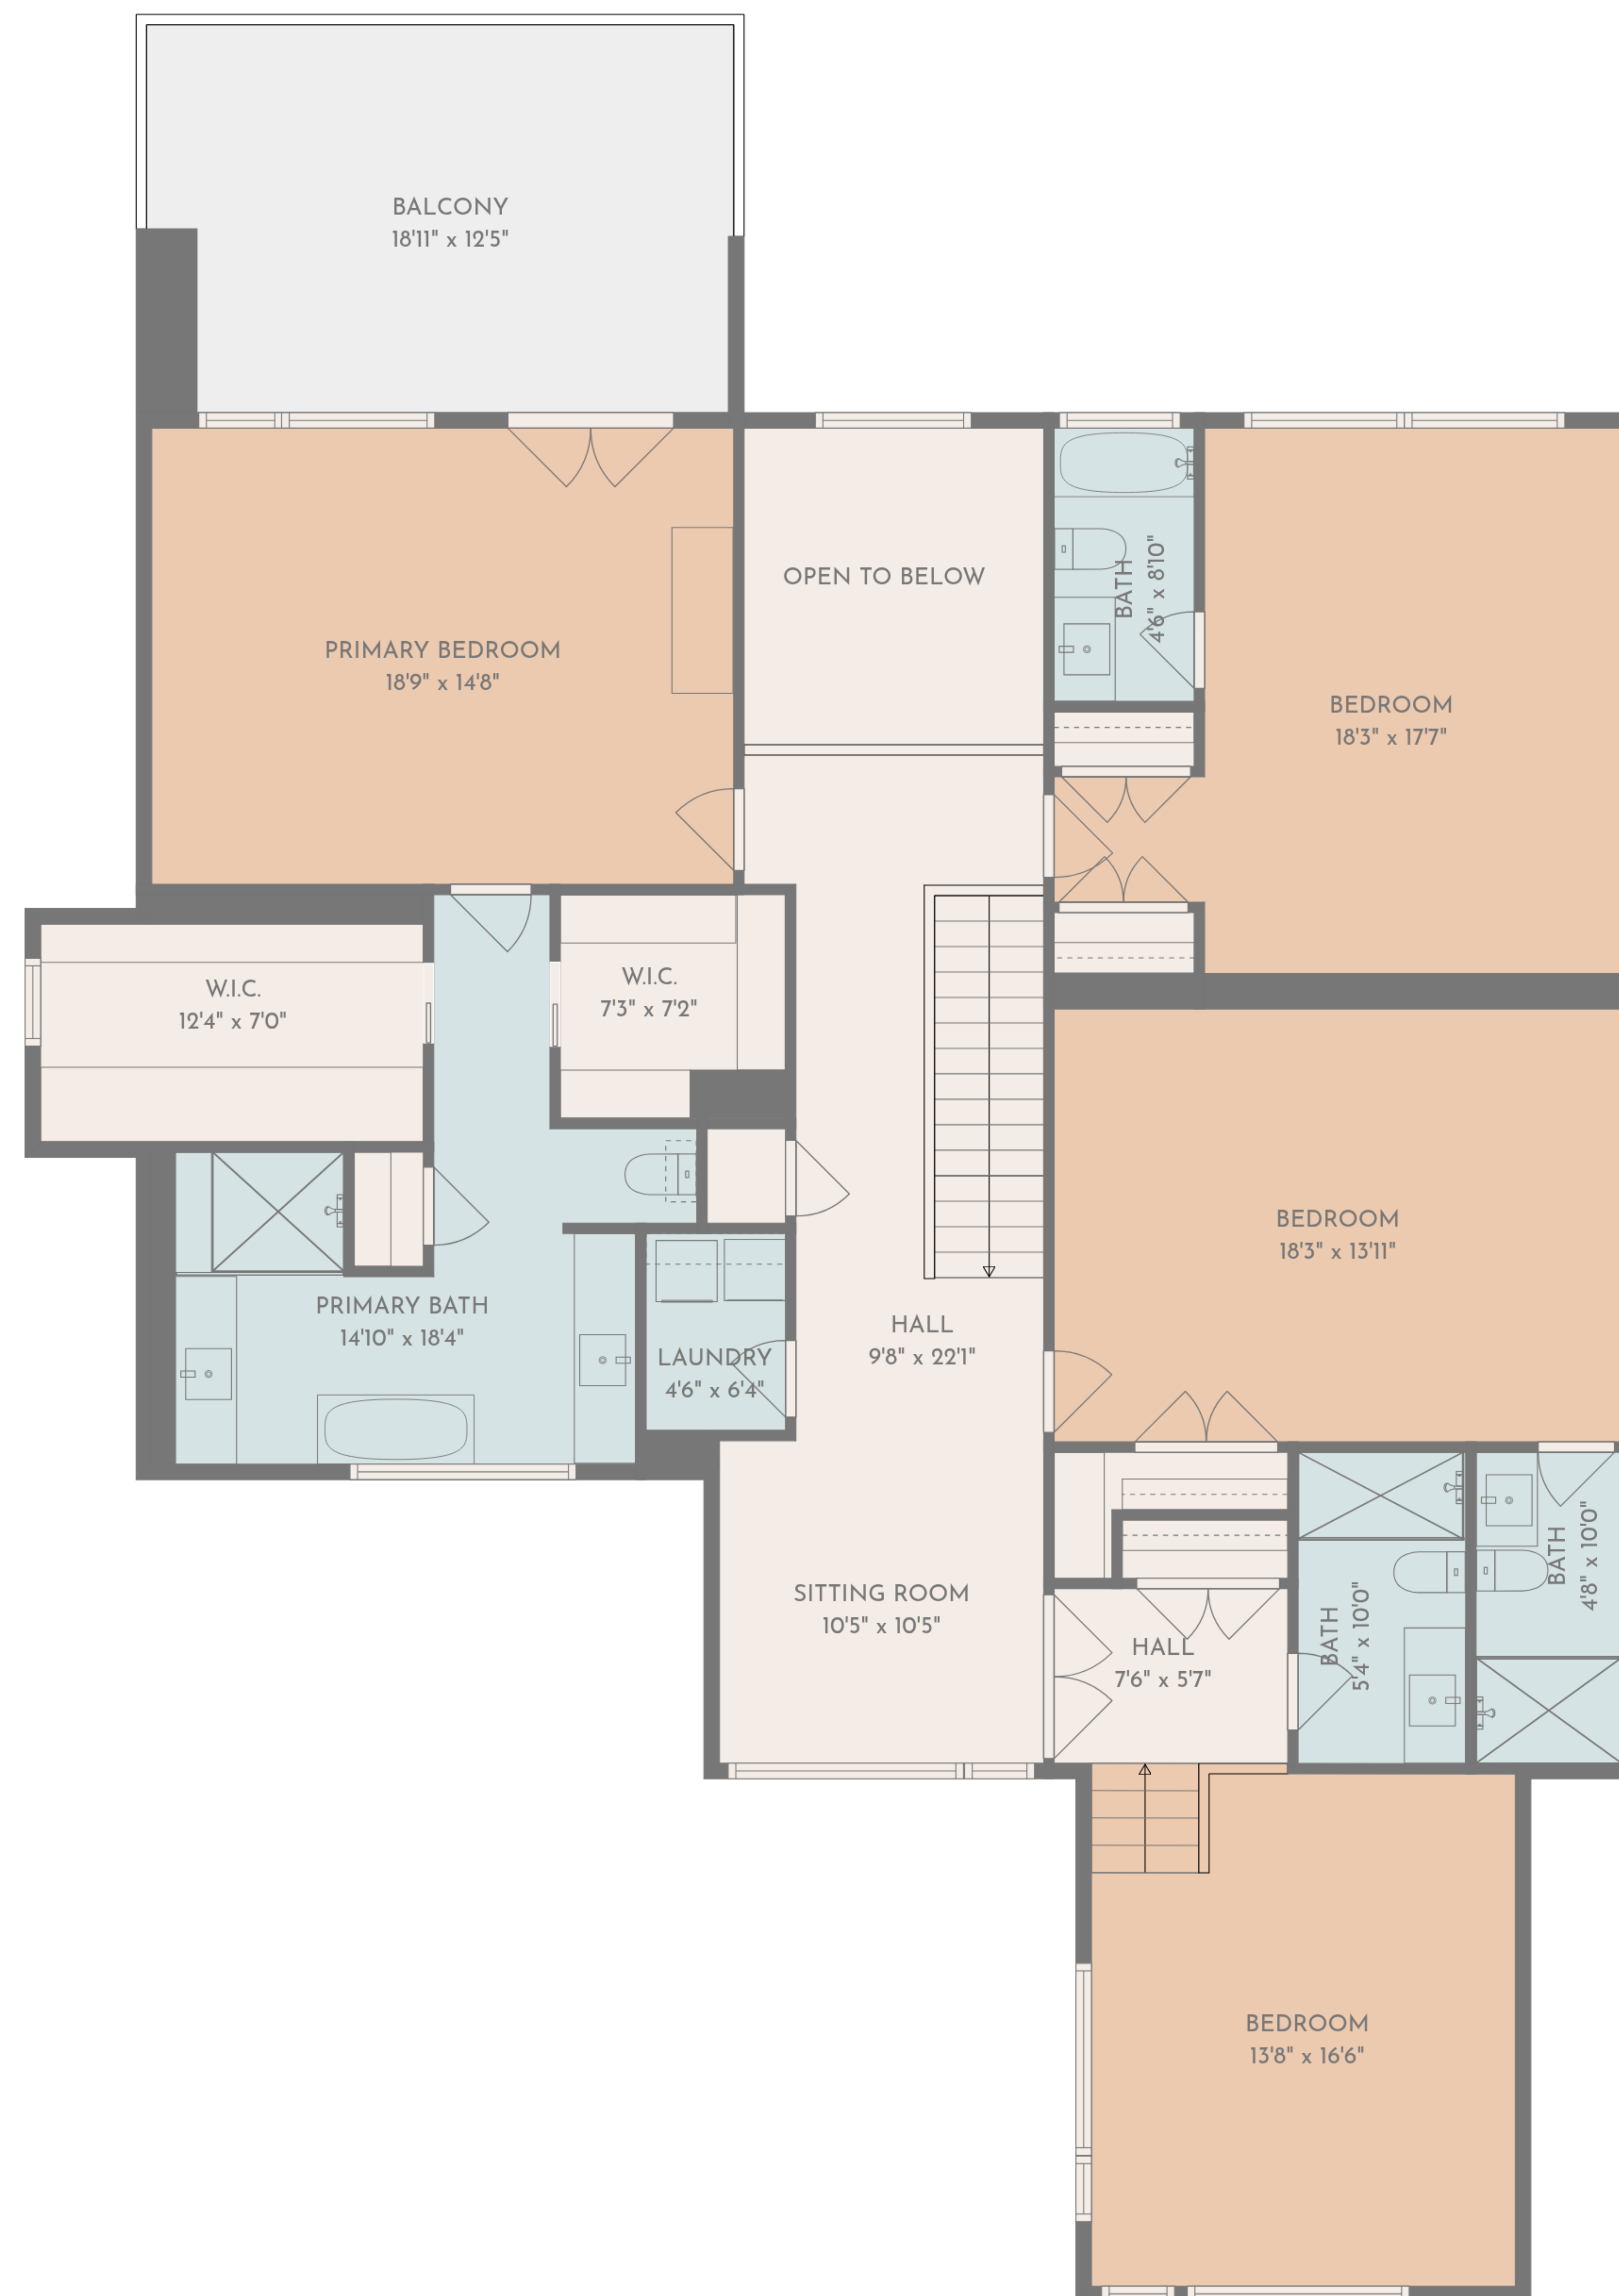 BALCONY
18'11" x 12'5"
OPEN TO BELOW
BATH
4'6" x 8'10"
PRIMARY BEDROOM
18'9" x 14'8"
BEDROOM
18'3" x 17'7"
W.I.C.
12'4" x 7'0"
W.I.C.
7'3" x 7'2"
BEDROOM
18'3" x 13'11"
PRIMARY BATH
14'10" x 18'4"
LAUNDRY
4'6" x 6'4"
HALL
9'8" x 22'1"
SITTING ROOM
10'5" x 10'5"
HALL
7'6" x 5'7"
BATH
5'4" x 10'0"
BATH
4'8" x 10'0"
BEDROOM
13'8" x 16'6"